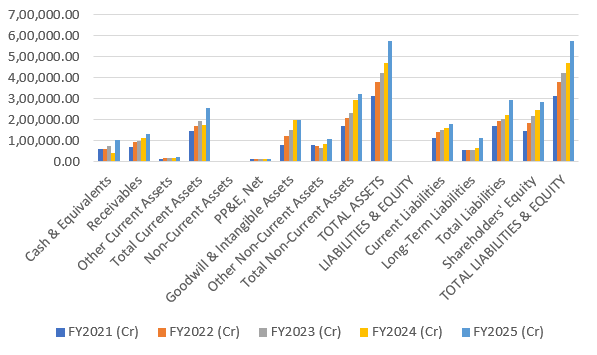 7,00,000.00
6,00,000.00
5,00,000.00
4,00,000.00
3,00,000.00
2,00,000.00
1,00,000.00
0.00
Cash & Equivalents
Receivables
Other Current Assets
Total Current Assets
Non-Current Assets
PP&E, Net
Goodwill & Intangible Assets
Other Non-Current Assets
Total Non-Current Assets
TOTAL ASSETS
LIABILITIES & EQUITY
Current Liabilities
Long-Term Liabilities
Total Liabilities
Shareholders' Equity
TOTAL LIABILITIES & EQUITY
FY2021 (Cr) FY2022 (Cr) FY2023 (Cr) FY2024 (Cr) FY2025 (Cr)